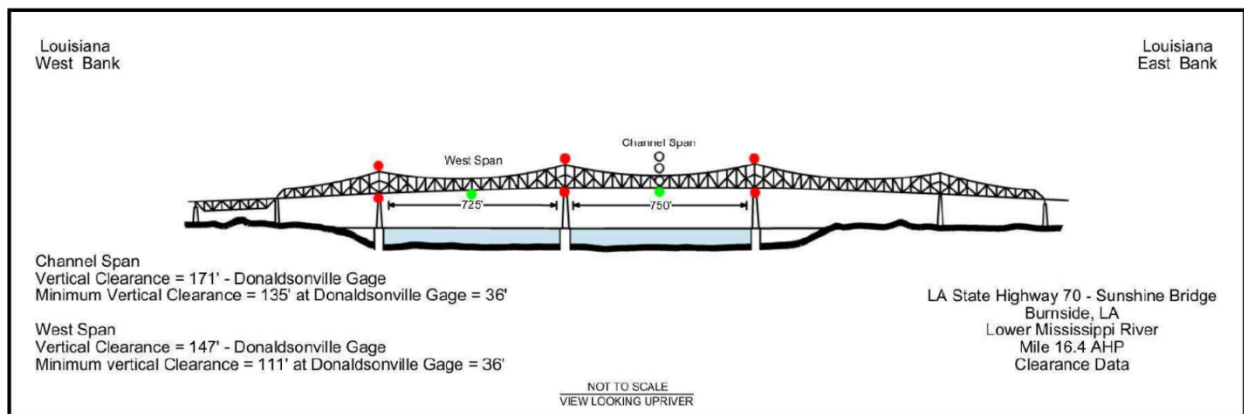 Louisiana
West Bank
Louisiana
East Bank
Channel Span
West Span
725'
750'
Channel Span
Vertical Clearance = 171' - Donaldsonville Gage
Minimum Vertical Clearance = 135' at Donaldsonville Gage = 36'
West Span
Vertical Clearance = 147' - Donaldsonville Gage
Minimum vertical Clearance = 111' at Donaldsonville Gage = 36'
LA State Highway 70 - Sunshine Bridge
Burnside, LA
Lower Mississippi River
Mile 16.4 AHP
Clearance Data
NOT TO SCALE
VIEW LOOKING UPRIVER